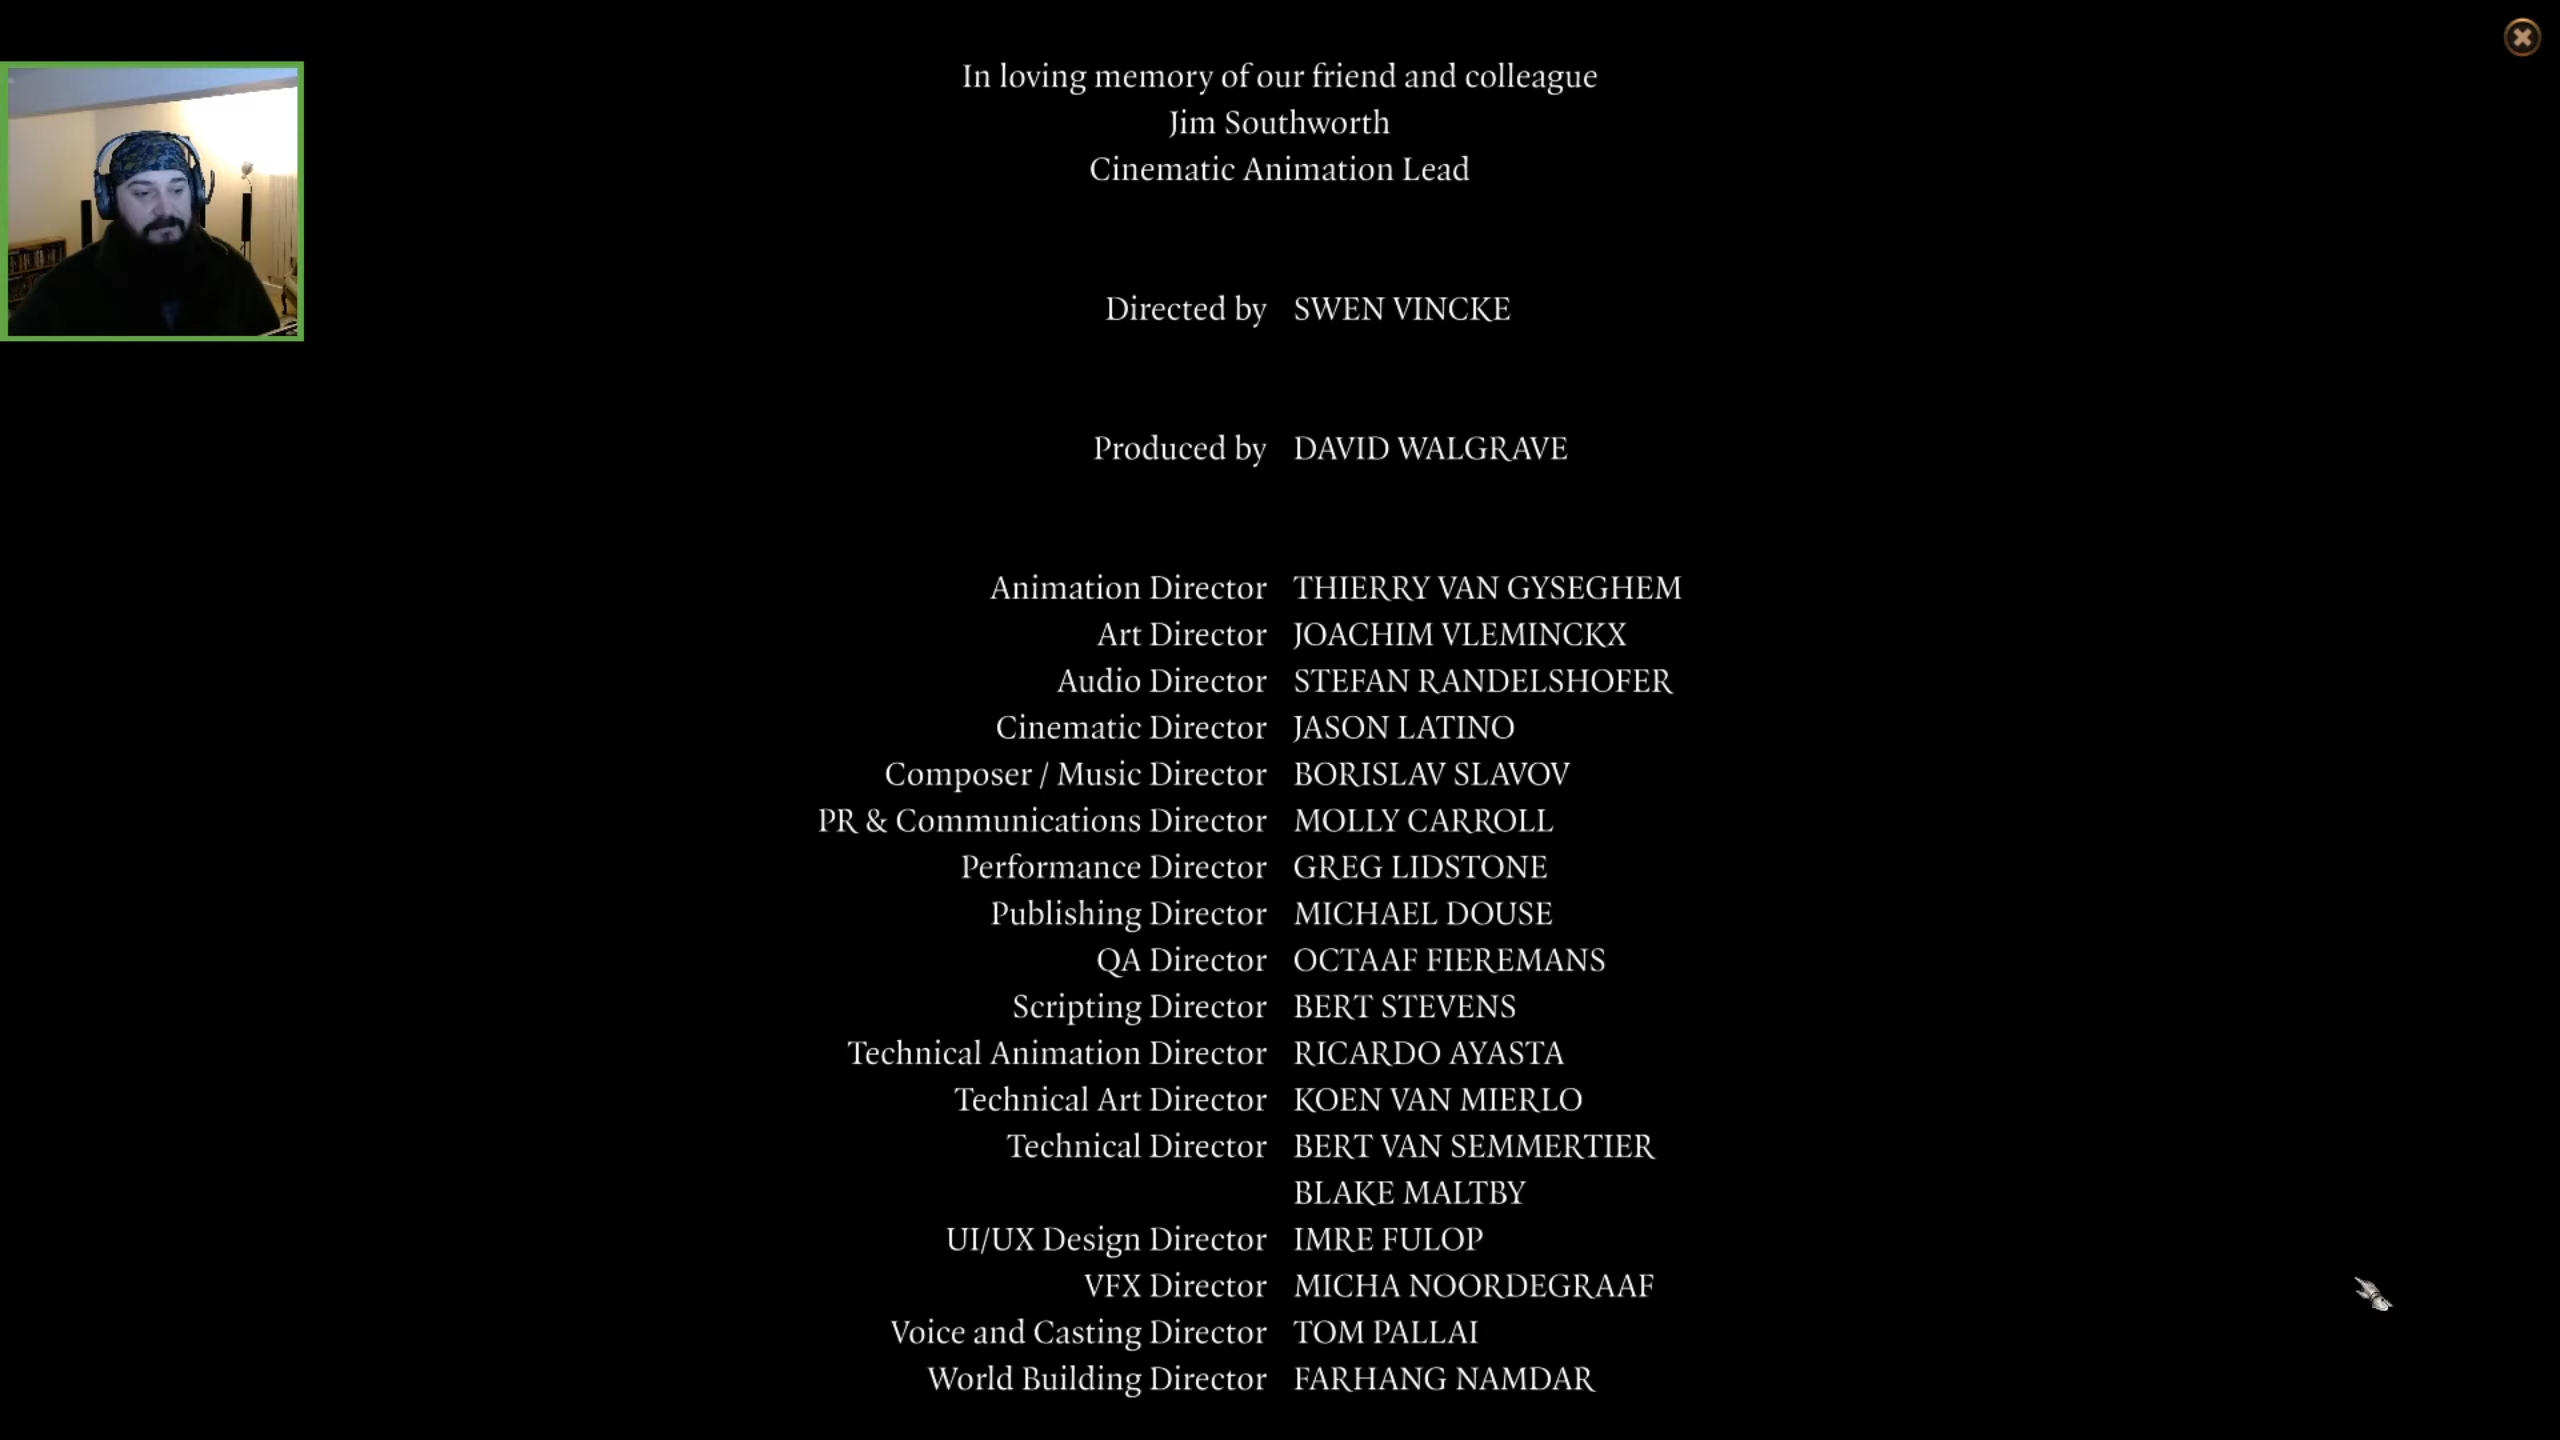 In loving memory of our friend and colleague
Jim Southworth
Cinematic Animation Lead
Directed by SWEN VINCKE
Produced by DAVID WALGRAVE
Animation Director THIERRY VAN GYSEGHEM
Art Director JOACHIM VLEMINCKX
Audio Director STEFAN RANDELSHOFER
Cinematic Director JASON LATINO
Composer / Music Director BORISLAV SLAVOV
PR & Communications Director MOLLY CARROLL
Performance Director GREG LIDSTONE
Publishing Director MICHAEL DOUSE
QA Director OCTAAF FIEREMANS
Scripting Director BERT STEVENS
Technical Animation Director RICARDO AYASTA
Technical Art Director KOEN VAN MIERLO
Technical Director BERT VAN SEMMERTIER
BLAKE MALTBY
UI/UX Design Director IMRE FULOP
VFX Director MICHA NOORDEGRAAF
Voice and Casting Director TOM PALLAI
World Building Director FARHANG NAMDAR